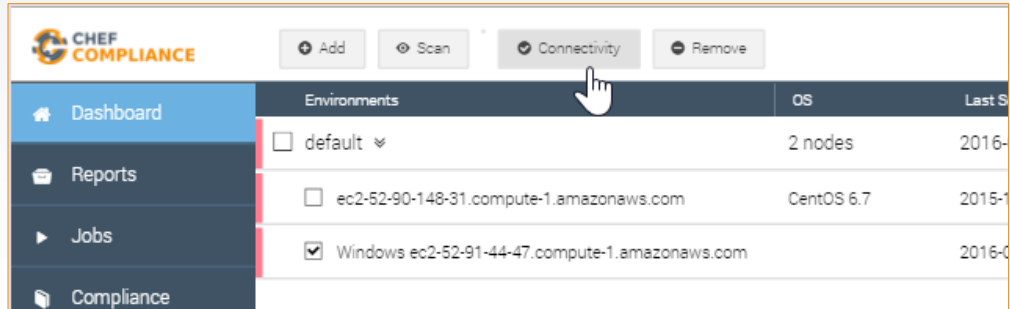 CHEF
COMPLIANCE
Add Scan Connectivity Remove
Dashboard
Reports
Jobs
Compliance
Environments OS Last S
default 2 nodes 2016-
ec2-52-90-148-31.compute-1.amazonaws.com CentOS 6.7 2015-1
Windows ec2-52-91-44-47.compute-1.amazonaws.com 2016-0